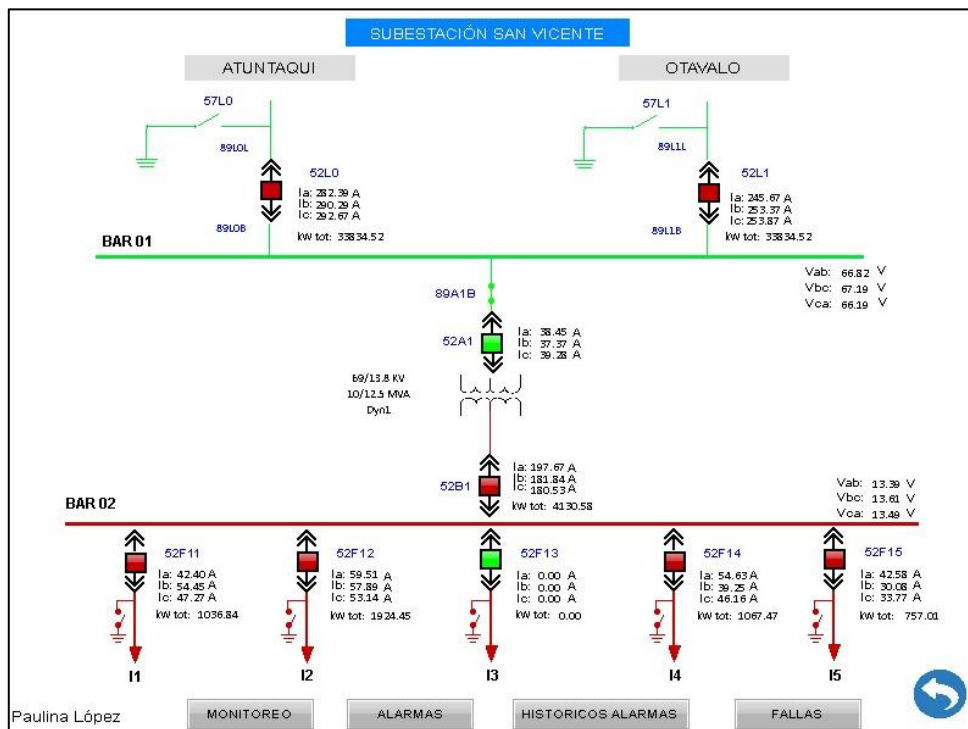 SUBESTACIÓN SAN VICENTE
ATUNTAQUI
OTAVALO
57L0
89L0L
52L0
Ia: 282.39 A
Ib: 290.29 A
Ic: 292.67 A
kW tot: 33834.52
89L0B
57L1
89L1L
52L1
Ia: 245.67 A
Ib: 253.37 A
Ic: 253.87 A
kW tot: 33834.52
89L1B
BAR 01
Vab: 66.82 V
Vbc: 67.19 V
Vca: 66.19 V
89A1B
52A1
Ia: 38.45 A
Ib: 37.37 A
Ic: 39.28 A
69/13.8 KV
10/12.5 MVA
Dyn1
52B1
Ia: 197.67 A
Ib: 181.84 A
Ic: 180.53 A
kW tot: 4130.58
BAR 02
Vab: 13.39 V
Vbc: 13.61 V
Vca: 13.49 V
52F11
Ia: 42.40 A
Ib: 54.45 A
Ic: 47.27 A
kW tot: 1036.84
I1
52F12
Ia: 59.51 A
Ib: 57.89 A
Ic: 53.14 A
kW tot: 1924.45
I2
52F13
Ia: 0.00 A
Ib: 0.00 A
Ic: 0.00 A
kW tot: 0.00
I3
52F14
Ia: 54.63 A
Ib: 39.25 A
Ic: 46.16 A
kW tot: 1067.47
I4
52F15
Ia: 42.58 A
Ib: 30.08 A
Ic: 33.77 A
kW tot: 757.01
I5
Paulina López
MONITOREO
ALARMAS
HISTORICOS ALARMAS
FALLAS